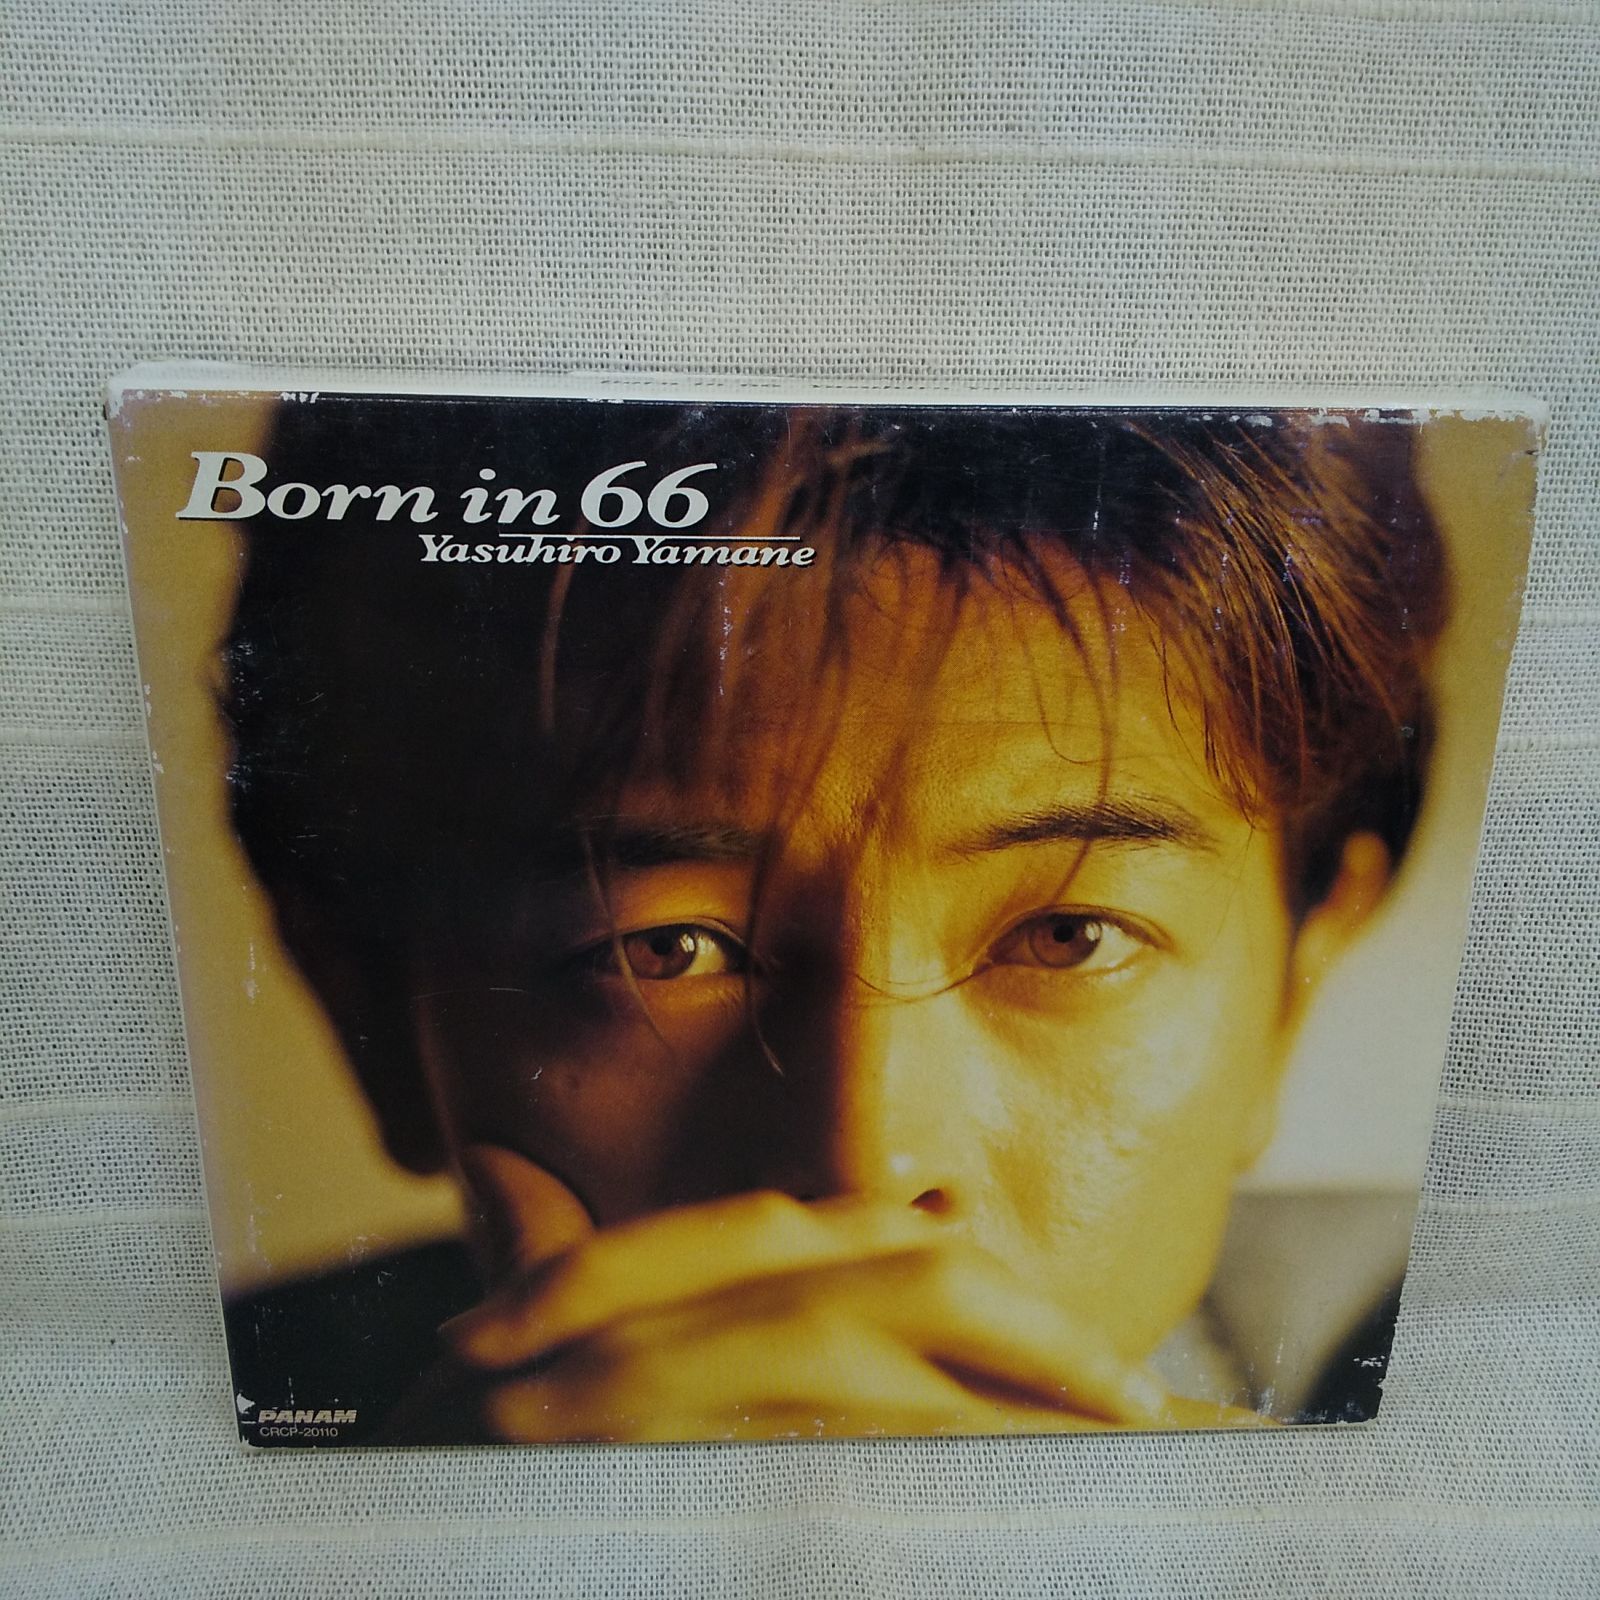 Born in 66
Yasuhiro Yamane
PANAM
CRCP-20110